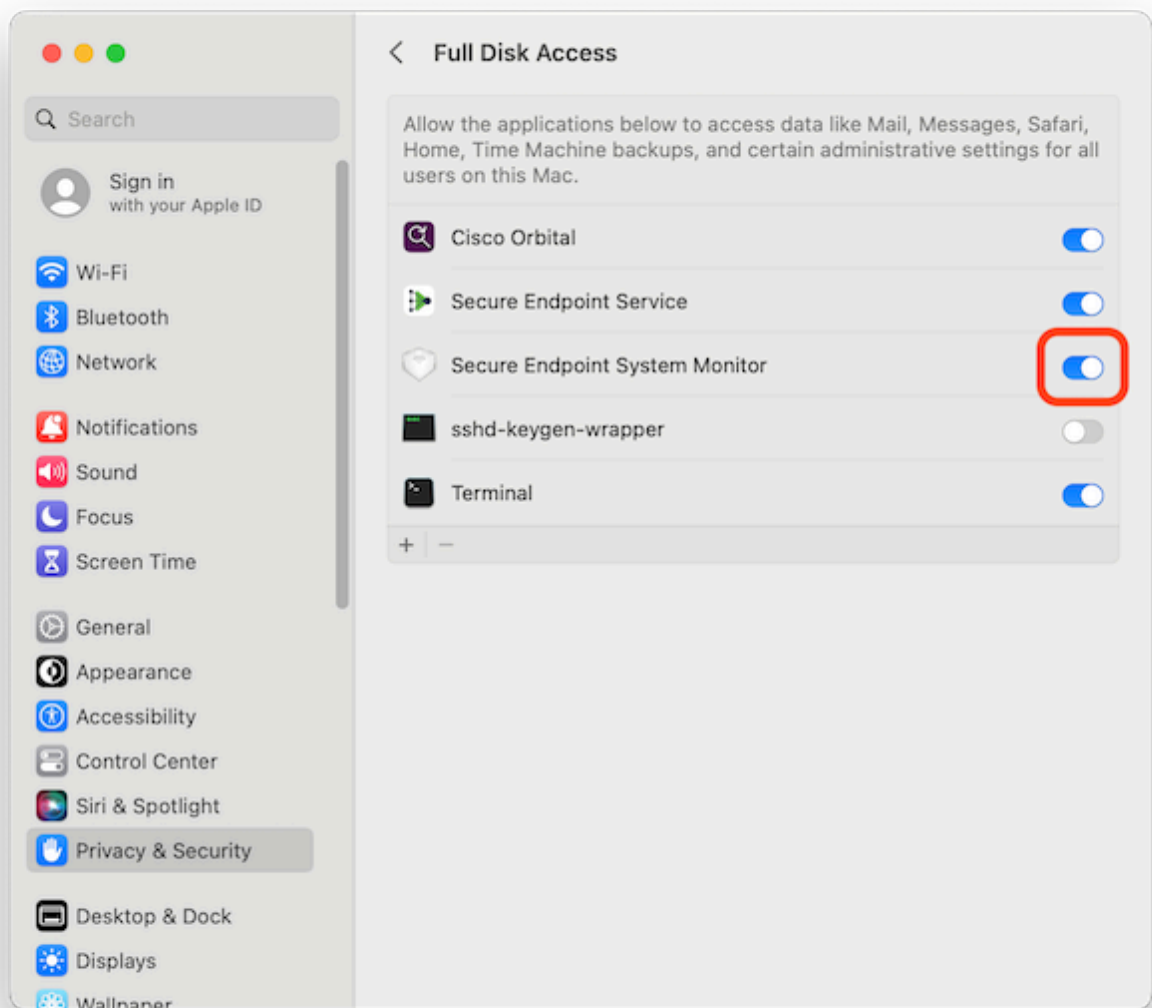 Search
Sign in
with your Apple ID
Wi-Fi
Bluetooth
Network
Notifications
Sound
Focus
Screen Time
General
Appearance
Accessibility
Control Center
Siri & Spotlight
Privacy & Security
Desktop & Dock
Displays
Wallpaper
Full Disk Access
Allow the applications below to access data like Mail, Messages, Safari,
Home, Time Machine backups, and certain administrative settings for all
users on this Mac.
Cisco Orbital
Secure Endpoint Service
Secure Endpoint System Monitor
sshd-keygen-wrapper
Terminal